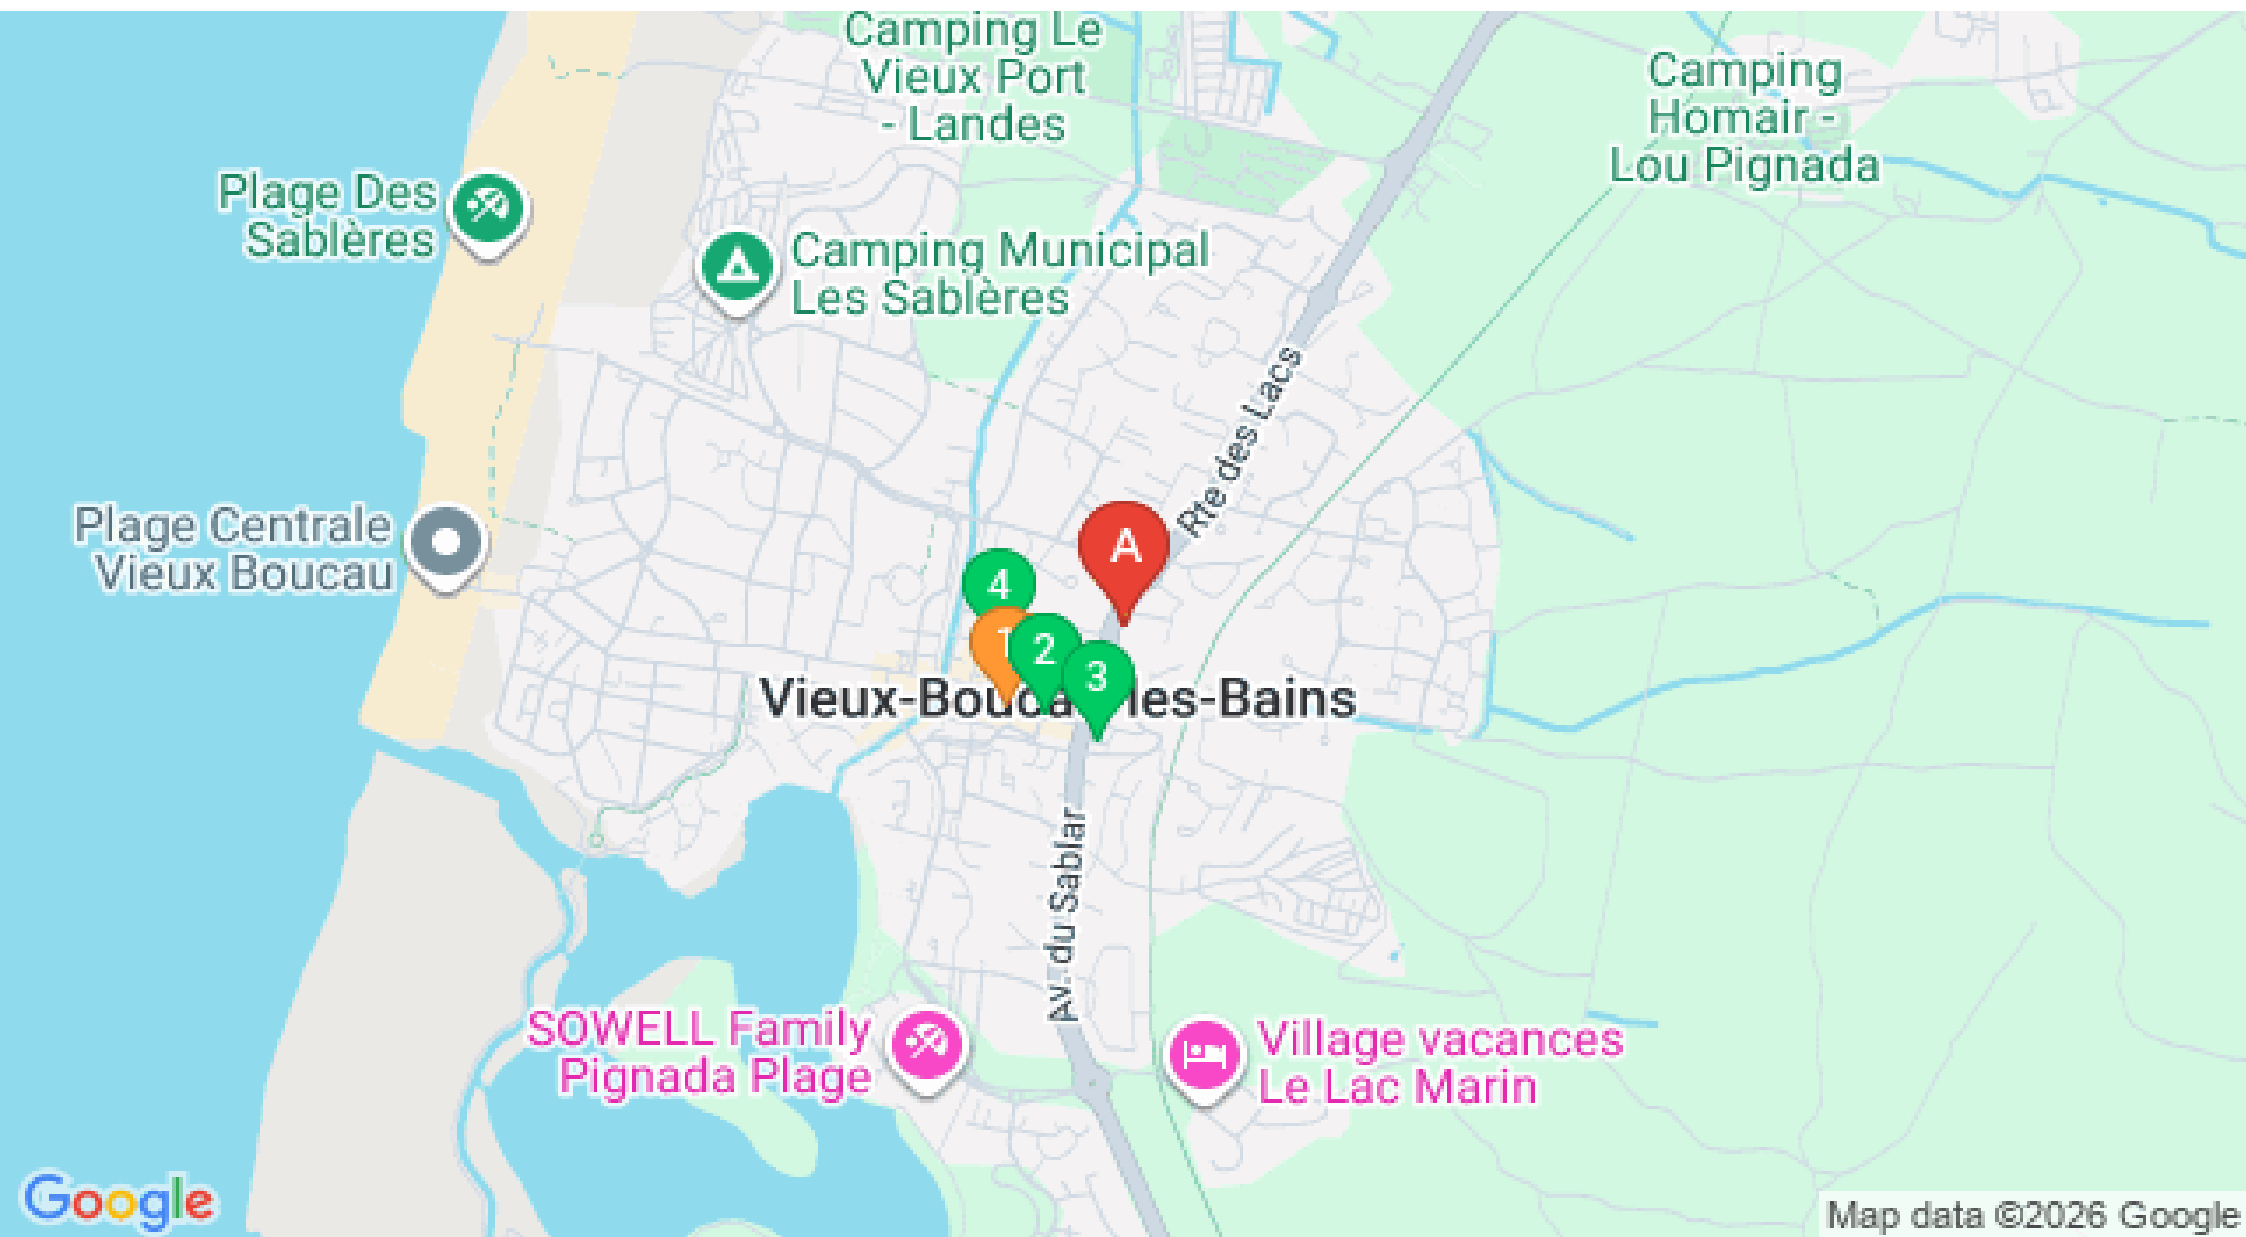 Camping Le
Vieux Port
- Landes
Camping
Homair -
Lou Pignada
Plage Des
Sablères
Camping Municipal
Les Sablères
Rte des Lacs
Plage Centrale
Vieux Boucau
A
4
1
2
3
Vieux-Boucau-les-Bains
Av. du Sablar
SOWELL Family
Pignada Plage
Village vacances
Le Lac Marin
Google
Map data ©2026 Google